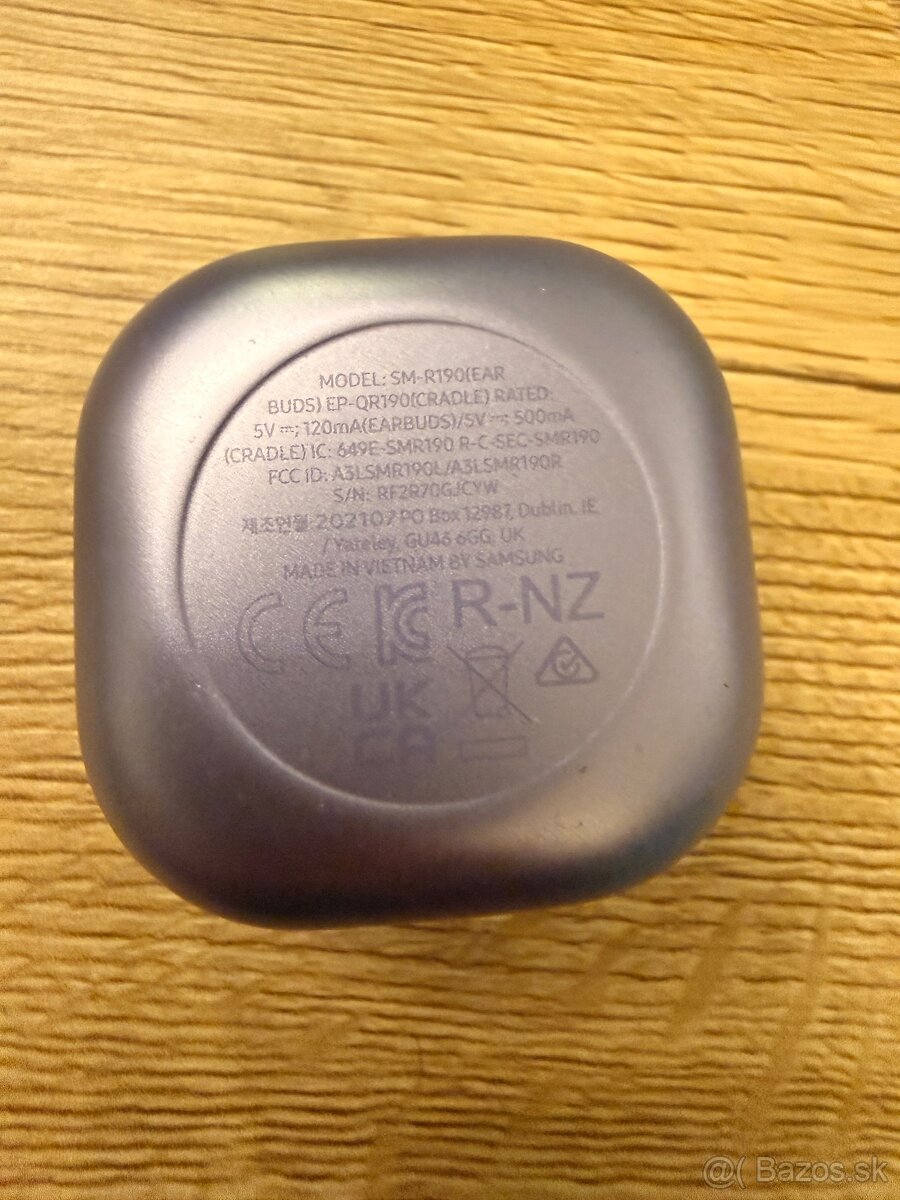 MODEL: SM-R190(EAR
BUDS) EP-QR190(CRADLE) RATED:
5V ⎓; 120mA(EARBUDS)/5V ⎓ 500mA
(CRADLE) IC: 649E-SMR190 R-C-SEC-SMR190
FCC ID: A3LSMR190L/A3LSMR190R
S/N: RF2R70GJCYW
제조연월: 202107 PO Box 12987, Dublin. IE
/ Yateley, GU46 6GG, UK
MADE IN VIETNAM BY SAMSUNG
CE KC R-NZ
UK
CA
@( Bazos.sk